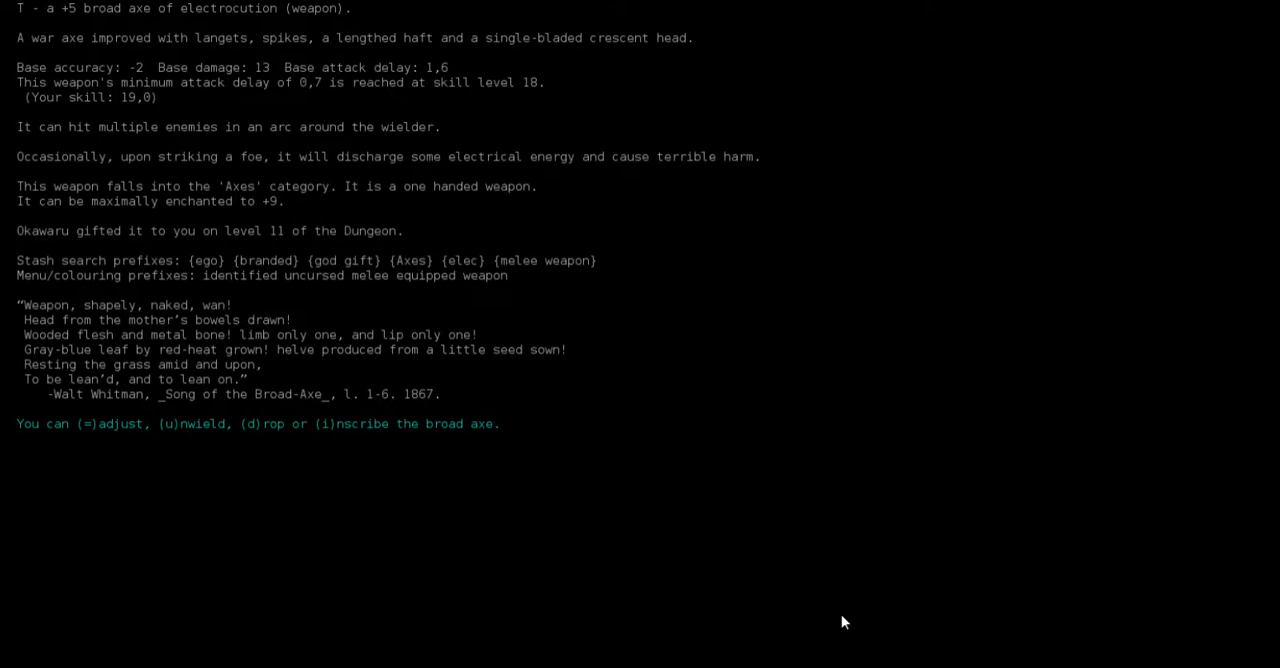 T - a +5 broad axe of electrocution (weapon).
A war axe improved with langets, spikes, a lengthed haft and a single-bladed crescent head.
Base accuracy: -2  Base damage: 13  Base attack delay: 1,6
This weapon's minimum attack delay of 0,7 is reached at skill level 18.
(Your skill: 19,0)
It can hit multiple enemies in an arc around the wielder.
Occasionally, upon striking a foe, it will discharge some electrical energy and cause terrible harm.
This weapon falls into the 'Axes' category. It is a one handed weapon.
It can be maximally enchanted to +9.
Okawaru gifted it to you on level 11 of the Dungeon.
Stash search prefixes: {ego} {branded} {god gift} {Axes} {elec} {melee weapon}
Menu/colouring prefixes: identified uncursed melee equipped weapon
“Weapon, shapely, naked, wan!
Head from the mother’s bowels drawn!
Wooded flesh and metal bone! limb only one, and lip only one!
Gray-blue leaf by red-heat grown! helve produced from a little seed sown!
Resting the grass amid and upon,
To be lean’d, and to lean on.”
-Walt Whitman, _Song of the Broad-Axe_, l. 1-6. 1867.
You can (=)adjust, (u)nwield, (d)rop or (i)nscribe the broad axe.